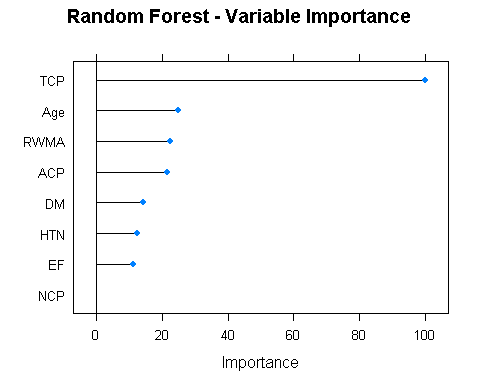 Random Forest - Variable Importance
TCP
Age
RWMA
ACP
DM
HTN
EF
NCP
0 20 40 60 80 100
Importance